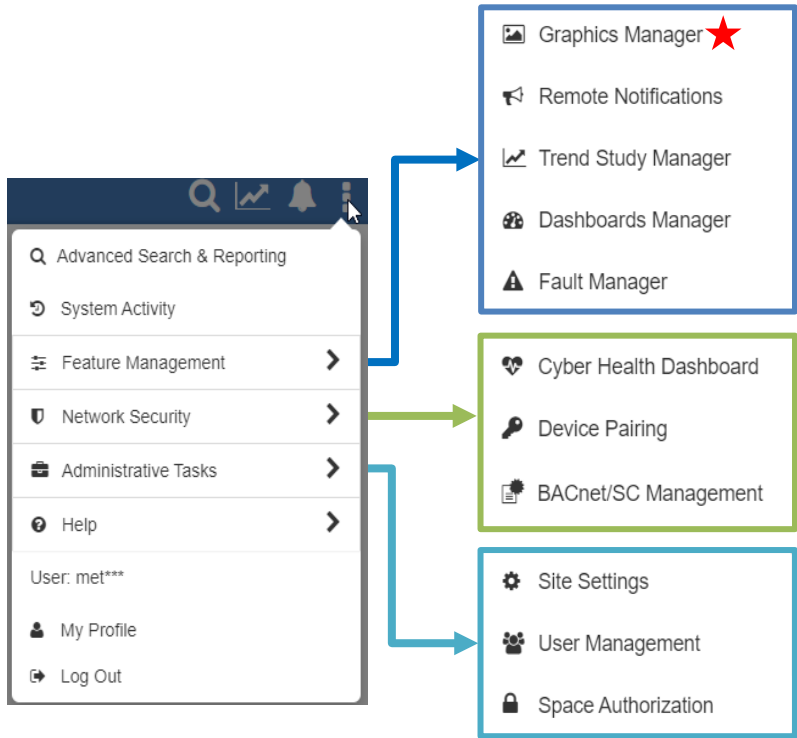 Advanced Search & Reporting
System Activity
Feature Management
Network Security
Administrative Tasks
Help
User: met***
My Profile
Log Out
Graphics Manager
Remote Notifications
Trend Study Manager
Dashboards Manager
Fault Manager
Cyber Health Dashboard
Device Pairing
BACnet/SC Management
Site Settings
User Management
Space Authorization